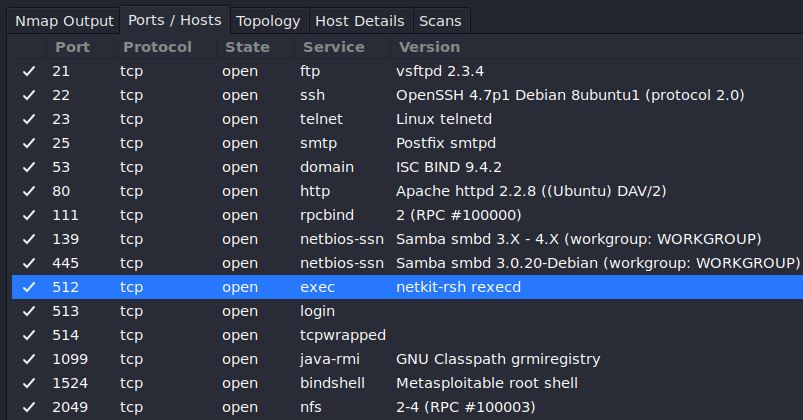 Nmap Output Ports / Hosts Topology Host Details Scans
Port Protocol State Service Version
21 tcp open ftp vsftpd 2.3.4
22 tcp open ssh OpenSSH 4.7p1 Debian 8ubuntu1 (protocol 2.0)
23 tcp open telnet Linux telnetd
25 tcp open smtp Postfix smtpd
53 tcp open domain ISC BIND 9.4.2
80 tcp open http Apache httpd 2.2.8 ((Ubuntu) DAV/2)
111 tcp open rpcbind 2 (RPC #100000)
139 tcp open netbios-ssn Samba smbd 3.X - 4.X (workgroup: WORKGROUP)
445 tcp open netbios-ssn Samba smbd 3.0.20-Debian (workgroup: WORKGROUP)
512 tcp open exec netkit-rsh rexecd
513 tcp open login
514 tcp open tcpwrapped
1099 tcp open java-rmi GNU Classpath grmiregistry
1524 tcp open bindshell Metasploitable root shell
2049 tcp open nfs 2-4 (RPC #100003)